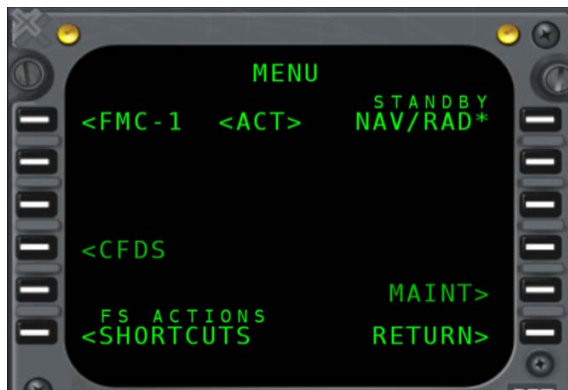 MENU
STANDBY
<FMC-1 <ACT> NAV/RAD*
<CFDS
MAINT>
FS ACTIONS
<SHORTCUTS RETURN>